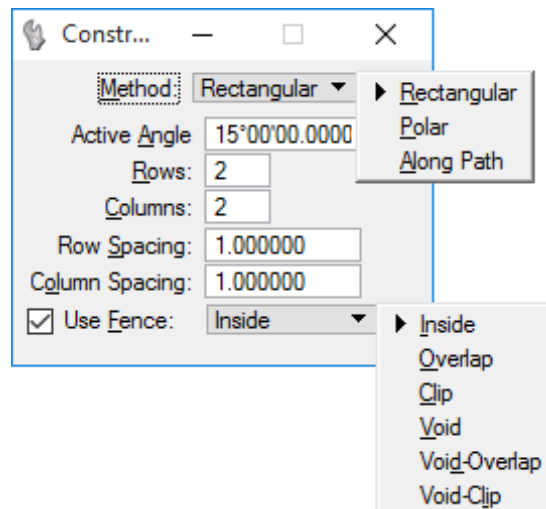 Constr...
Method: Rectangular
Rectangular
Polar
Along Path
Active Angle 15°00'00.0000
Rows: 2
Columns: 2
Row Spacing: 1.000000
Column Spacing: 1.000000
Use Fence: Inside
Inside
Overlap
Clip
Void
Void-Overlap
Void-Clip